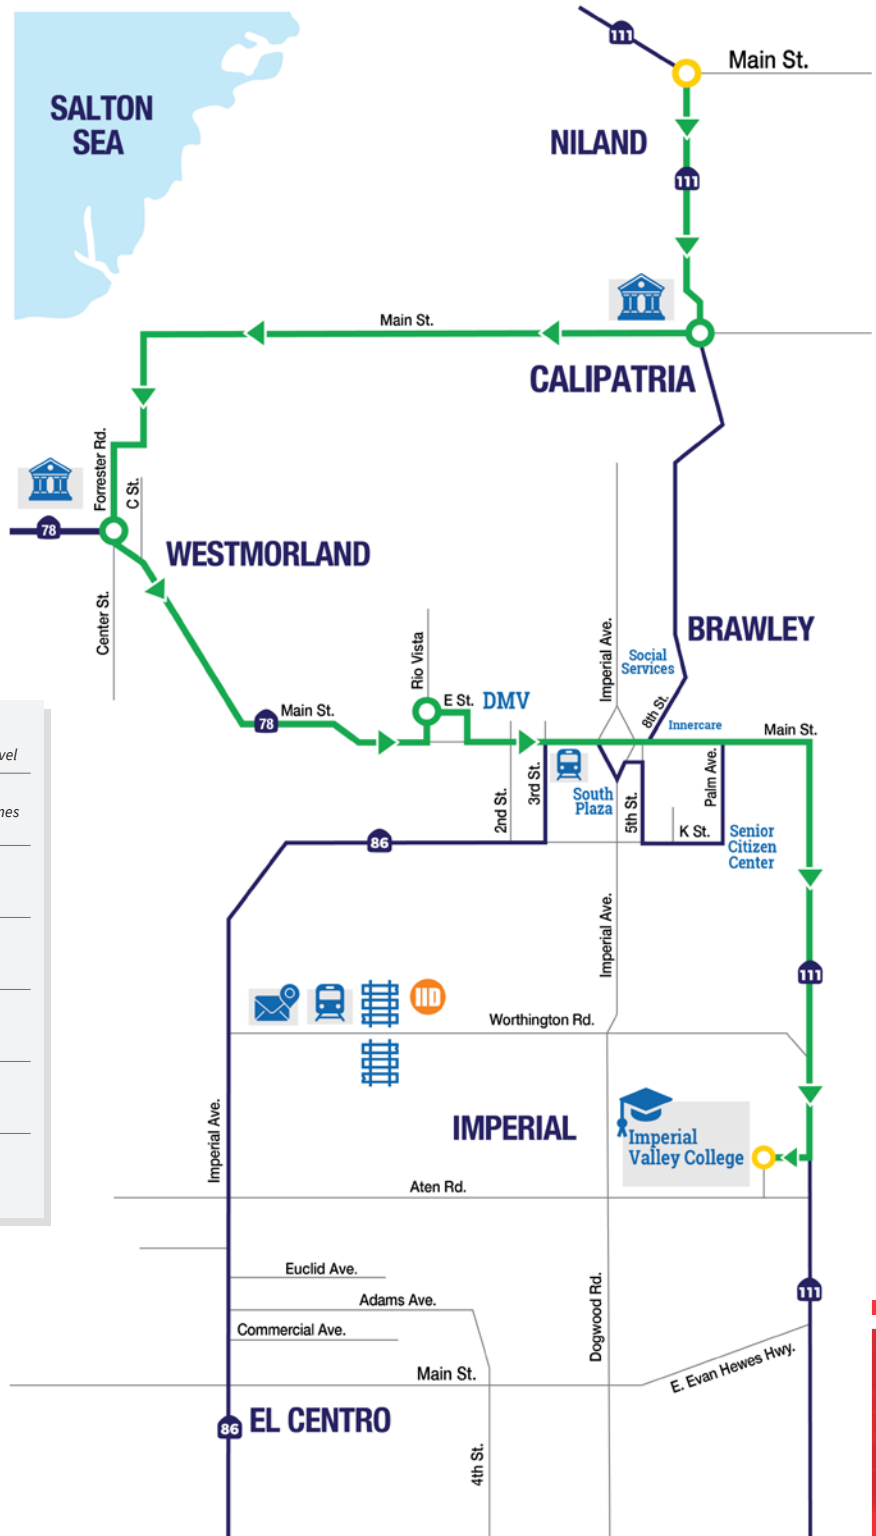 111
Main St.
SALTON
SEA
NILAND
111
Main St.
CALIPATRIA
Forrester Rd.
C St.
78
WESTMORLAND
Center St.
Rio Vista
E St.
DMV
Imperial Ave.
Social
Services
BRAWLEY
8th St.
Innercare
Main St.
78
Main St.
2nd St.
3rd St.
South
Plaza
5th St.
Palm Ave.
K St.
Senior
Citizen
Center
86
Imperial Ave.
111
IID
Worthington Rd.
Imperial Ave.
IMPERIAL
Imperial
Valley College
Aten Rd.
Euclid Ave.
Adams Ave.
Commercial Ave.
Dogwood Rd.
111
Main St.
E. Evan Hewes Hwy.
86
EL CENTRO
4th St.